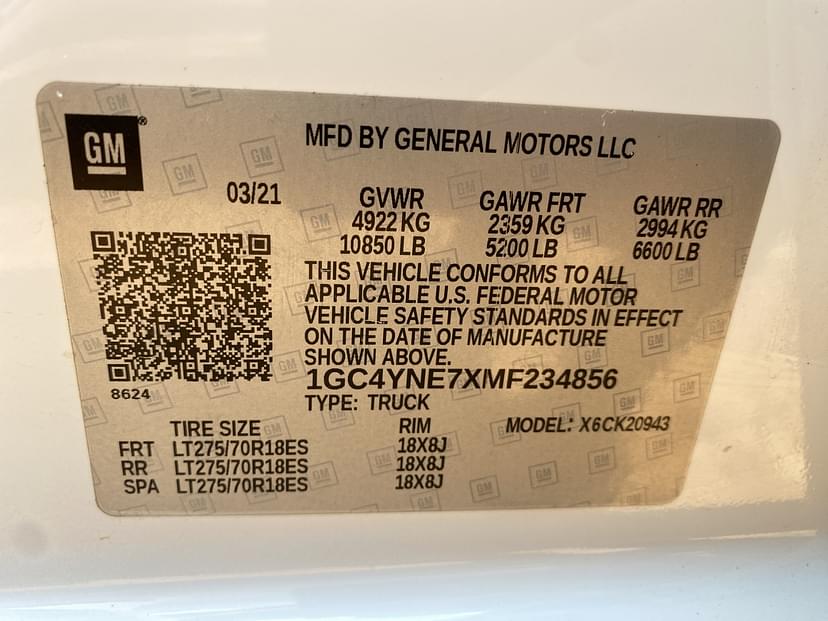 GM
MFD BY GENERAL MOTORS LLC
03/21
GVWR GAWR FRT GAWR RR
4922 KG 2359 KG 2994 KG
10850 LB 5200 LB 6600 LB
THIS VEHICLE CONFORMS TO ALL
APPLICABLE U.S. FEDERAL MOTOR
VEHICLE SAFETY STANDARDS IN EFFECT
ON THE DATE OF MANUFACTURE
SHOWN ABOVE.
1GC4YNE7XMF234856
8624
TYPE: TRUCK
TIRE SIZE RIM MODEL: X6CK20943
FRT LT275/70R18ES 18X8J
RR LT275/70R18ES 18X8J
SPA LT275/70R18ES 18X8J